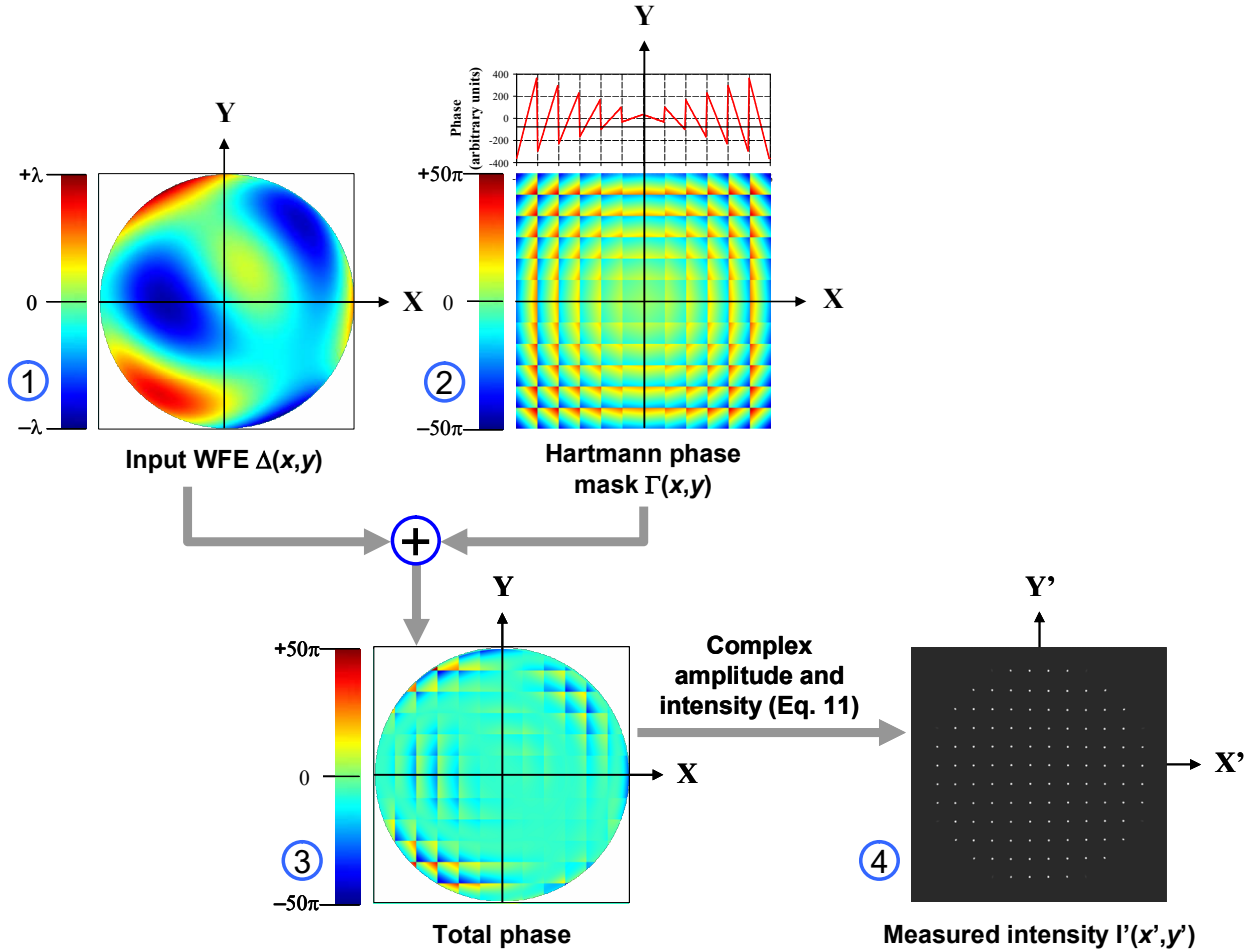 Y
Phase
(arbitrary units)
400
200
0
-200
-400
Y
+λ
0
−λ
X
1
Input WFE Δ(x,y)
+50π
0
−50π
X
2
Hartmann phase
mask Γ(x,y)
+
Y
+50π
0
-50π
X
3
Total phase
Complex
amplitude and
intensity (Eq. 11)
Y’
X’
4
Measured intensity I’(x’,y’)